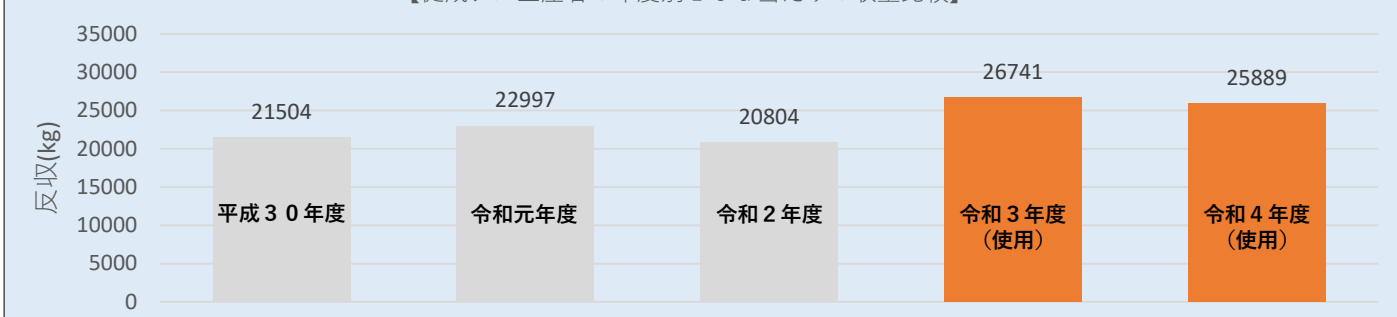 35000
30000
25000
20000
15000
10000
5000
0
反収(kg)
21504
22997
20804
26741
25889
平成３０年度
令和元年度
令和２年度
令和３年度
（使用）
令和４年度
（使用）